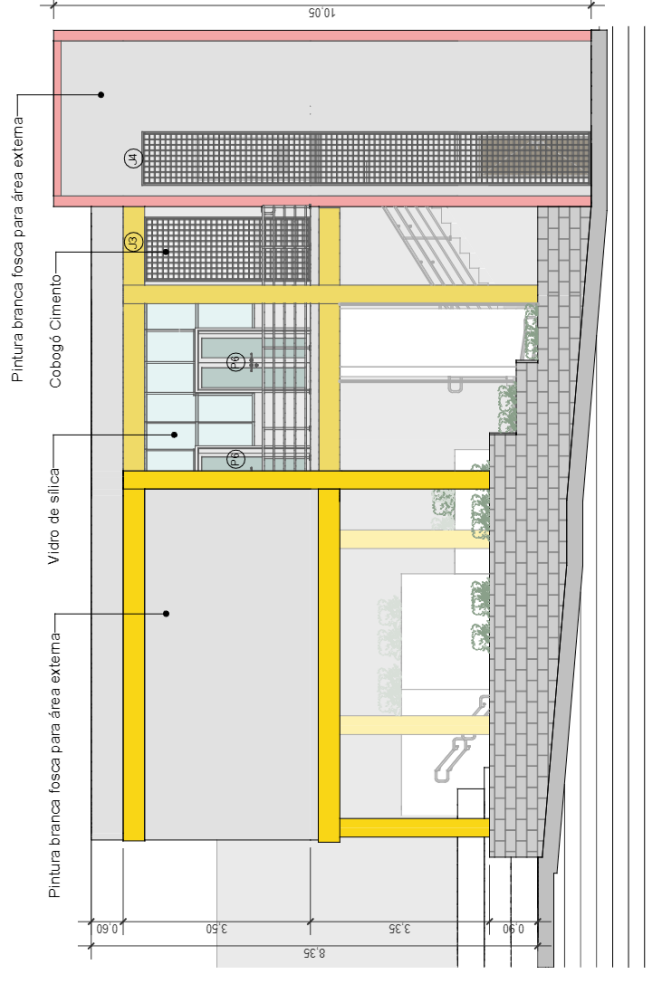 Pintura branca fosca para área externa
Vidro de sílica
Cobogó Cimento
Pintura branca fosca para área externa
J3
J4
P6
P6
0,60
3,50
3,35
0,90
8,35
10,05